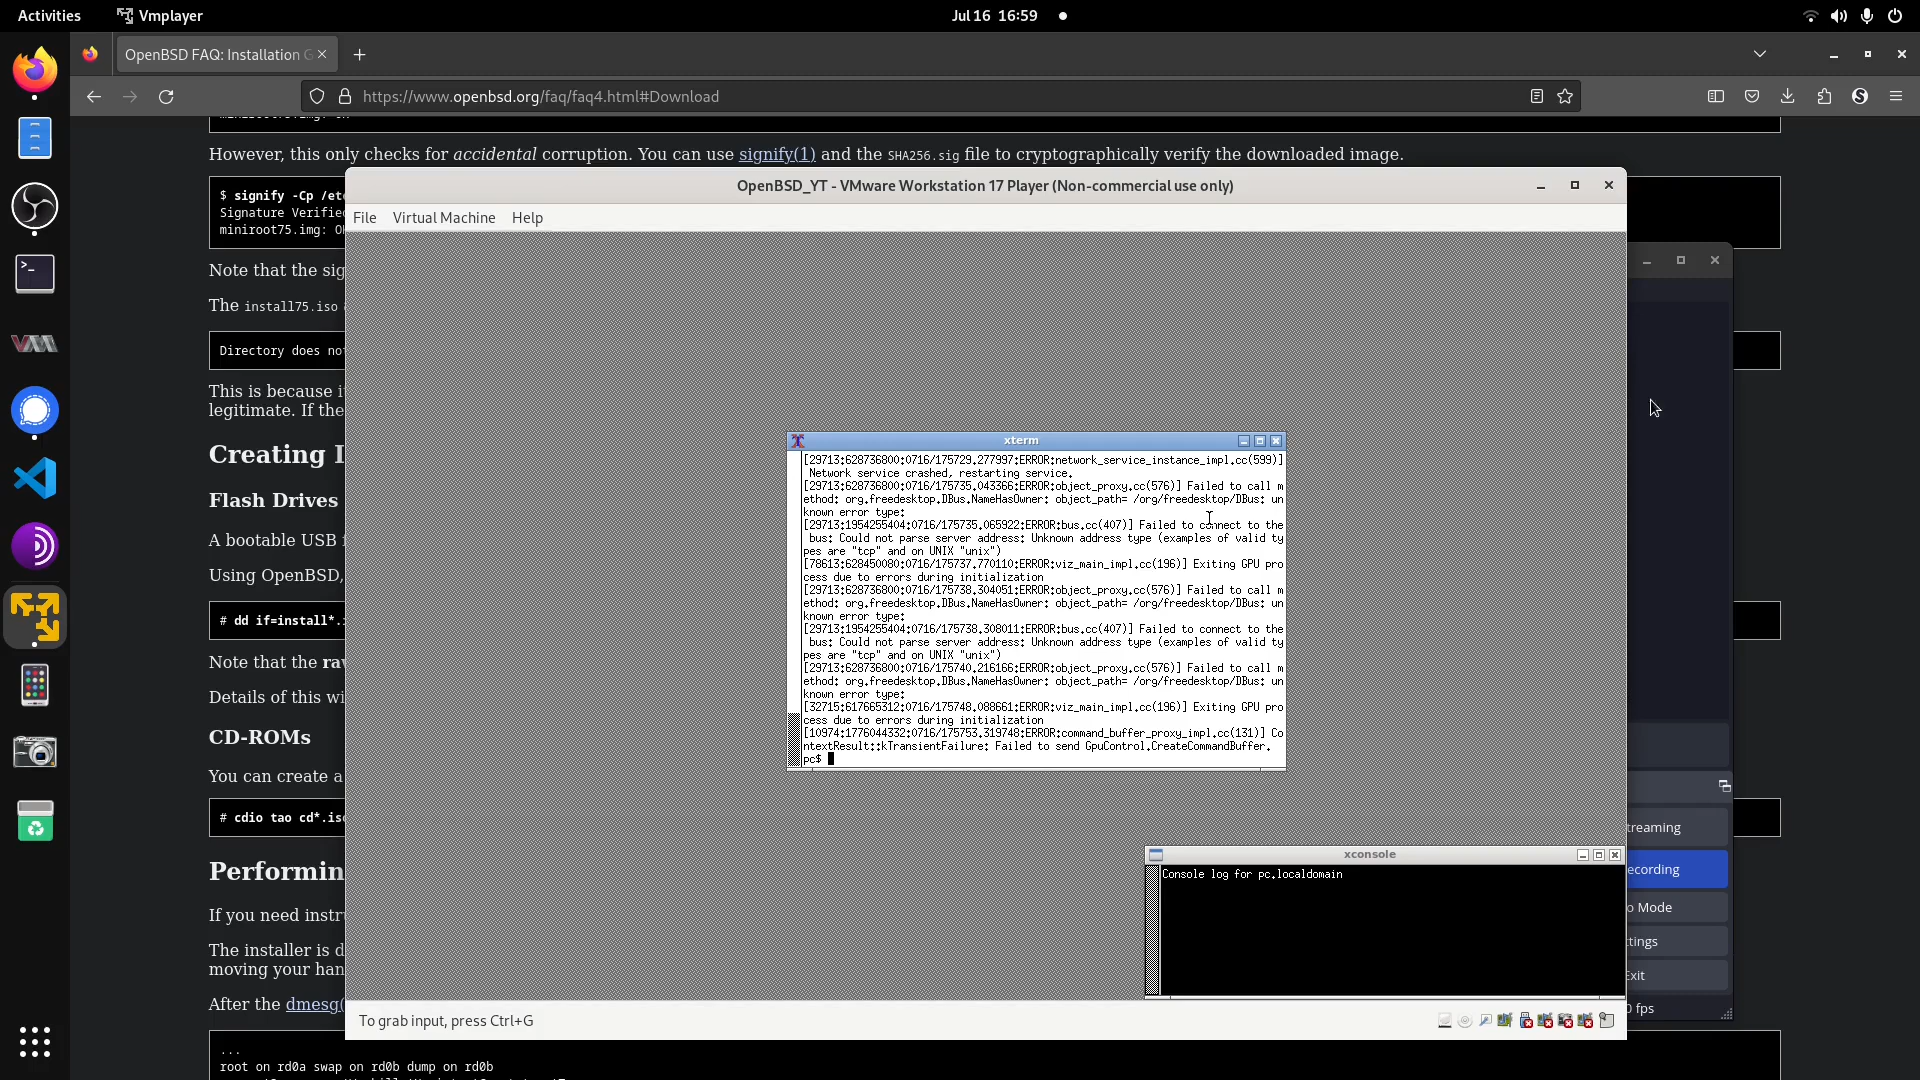 Activities
Vmplayer
Jul 16 16:59
OpenBSD FAQ: Installation G
https://www.openbsd.org/faq/faq4.html#Download
However, this only checks for accidental corruption. You can use signify(1) and the SHA256.sig file to cryptographically verify the downloaded image.
$ signify -Cp /etc
Signature Verified
miniroot75.img: OK
Note that the sig
The install75.iso
Directory does not
This is because i
legitimate. If the
Creating I
Flash Drives
A bootable USB f
Using OpenBSD,
# dd if=install*.i
Note that the raw
Details of this wi
CD-ROMs
You can create a
# cdio tao cd*.iso
Performin
If you need instru
The installer is d
moving your han
After the dmesg(
...
root on rd0a swap on rd0b dump on rd0b
OpenBSD_YT - VMware Workstation 17 Player (Non-commercial use only)
File Virtual Machine Help
xterm
[29713:628736800:0716/175729.277997:ERROR:network_service_instance_impl.cc(599)]
Network service crashed, restarting service.
[29713:628736800:0716/175735.043366:ERROR:object_proxy.cc(576)] Failed to call m
ethod: org.freedesktop.DBus.NameHasOwner: object_path= /org/freedesktop/DBus: un
known error type:
[29713:1954255404:0716/175735.065922:ERROR:bus.cc(407)] Failed to connect to the
bus: Could not parse server address: Unknown address type (examples of valid ty
pes are "tcp" and on UNIX "unix")
[78613:628450080:0716/175737.770110:ERROR:viz_main_impl.cc(196)] Exiting GPU pro
cess due to errors during initialization
[29713:628736800:0716/175738.304051:ERROR:object_proxy.cc(576)] Failed to call m
ethod: org.freedesktop.DBus.NameHasOwner: object_path= /org/freedesktop/DBus: un
known error type:
[29713:1954255404:0716/175738.308011:ERROR:bus.cc(407)] Failed to connect to the
bus: Could not parse server address: Unknown address type (examples of valid ty
pes are "tcp" and on UNIX "unix")
[29713:628736800:0716/175740.216166:ERROR:object_proxy.cc(576)] Failed to call m
ethod: org.freedesktop.DBus.NameHasOwner: object_path= /org/freedesktop/DBus: un
known error type:
[32715:617665312:0716/175748.088661:ERROR:viz_main_impl.cc(196)] Exiting GPU pro
cess due to errors during initialization
[10974:1776044332:0716/175753.319748:ERROR:command_buffer_proxy_impl.cc(131)] Co
ntextResult::kTransientFailure: Failed to send GpuControl.CreateCommandBuffer.
pc$
xconsole
Console log for pc.localdomain
To grab input, press Ctrl+G
treaming
ecording
o Mode
ttings
Exit
0 fps